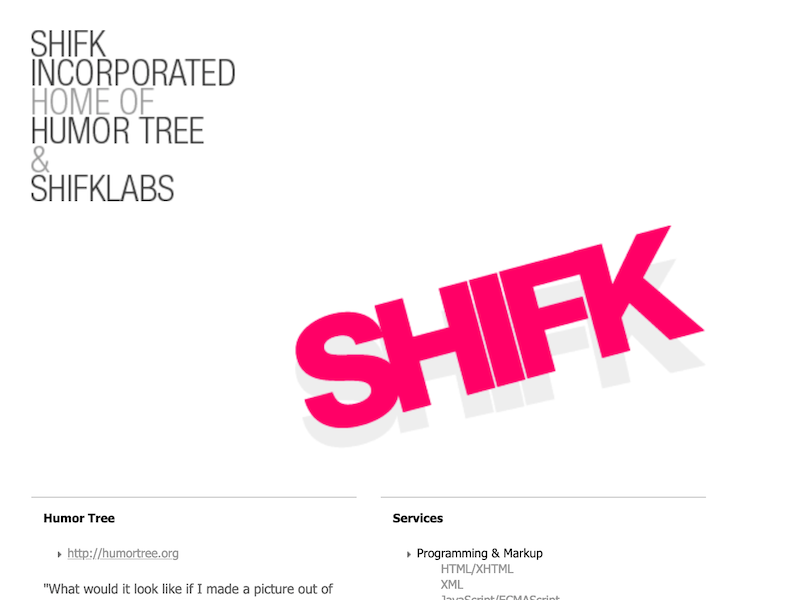 SHIFK
INCORPORATED
HOME OF
HUMOR TREE
&
SHIFKLABS
SHIFK
Humor Tree
http://humortree.org
"What would it look like if I made a picture out of
Services
Programming & Markup
HTML/XHTML
XML
JavaScript/ECMAScript